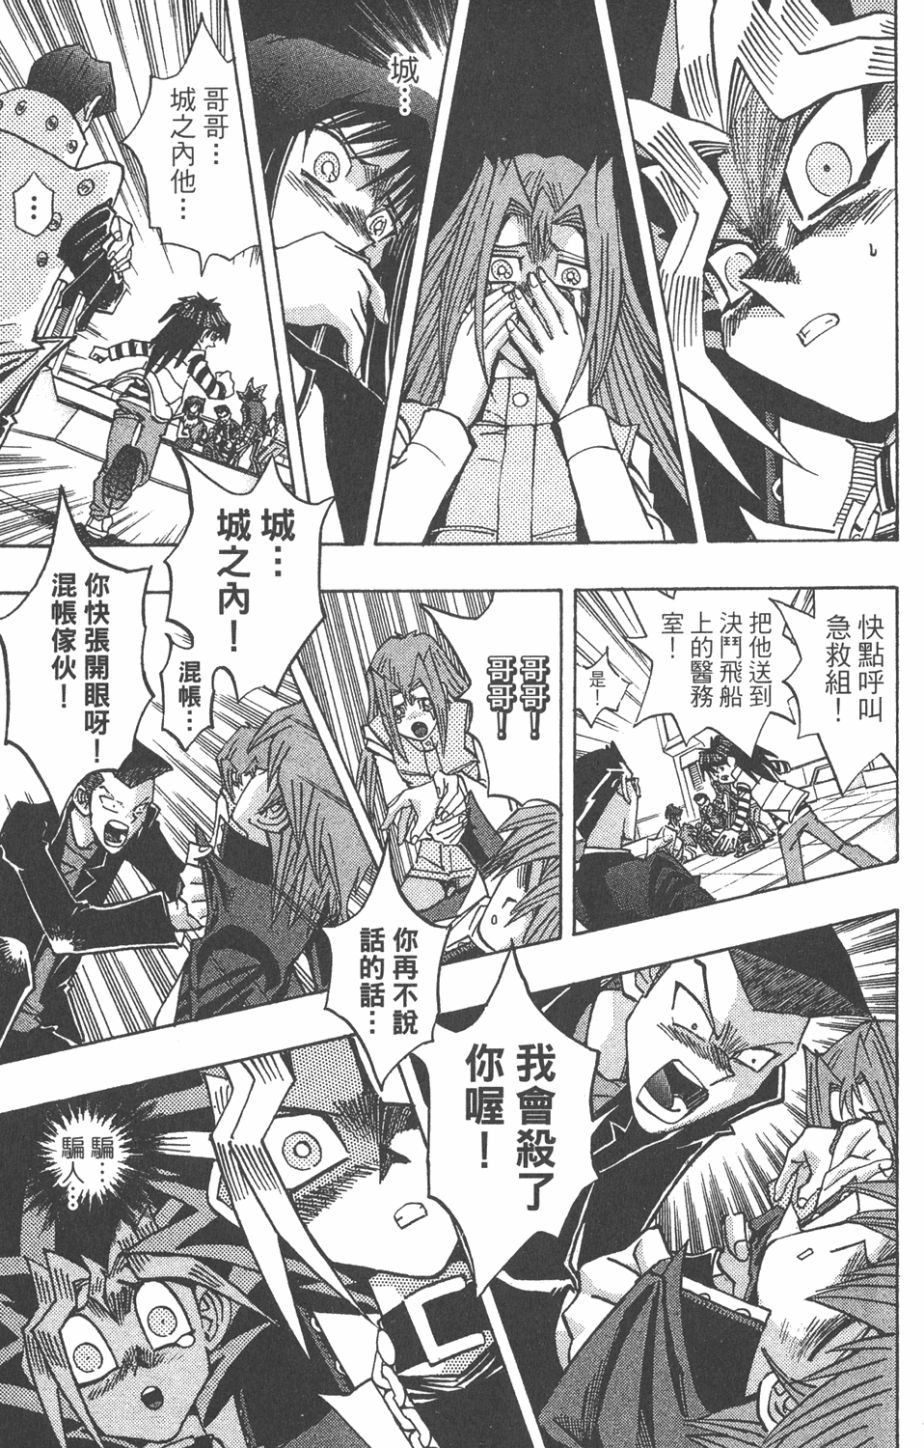 城…
哥哥…
城之內他…
…
快點呼叫
急救組！
把他送到
決鬥飛船
上的醫務
室！
是！
哥哥！
哥哥！
城…
城之內！
混帳…
你快張開眼呀！
混帳傢伙！
我會殺了
你喔！
你再不說
話的話…
騙…
騙人…